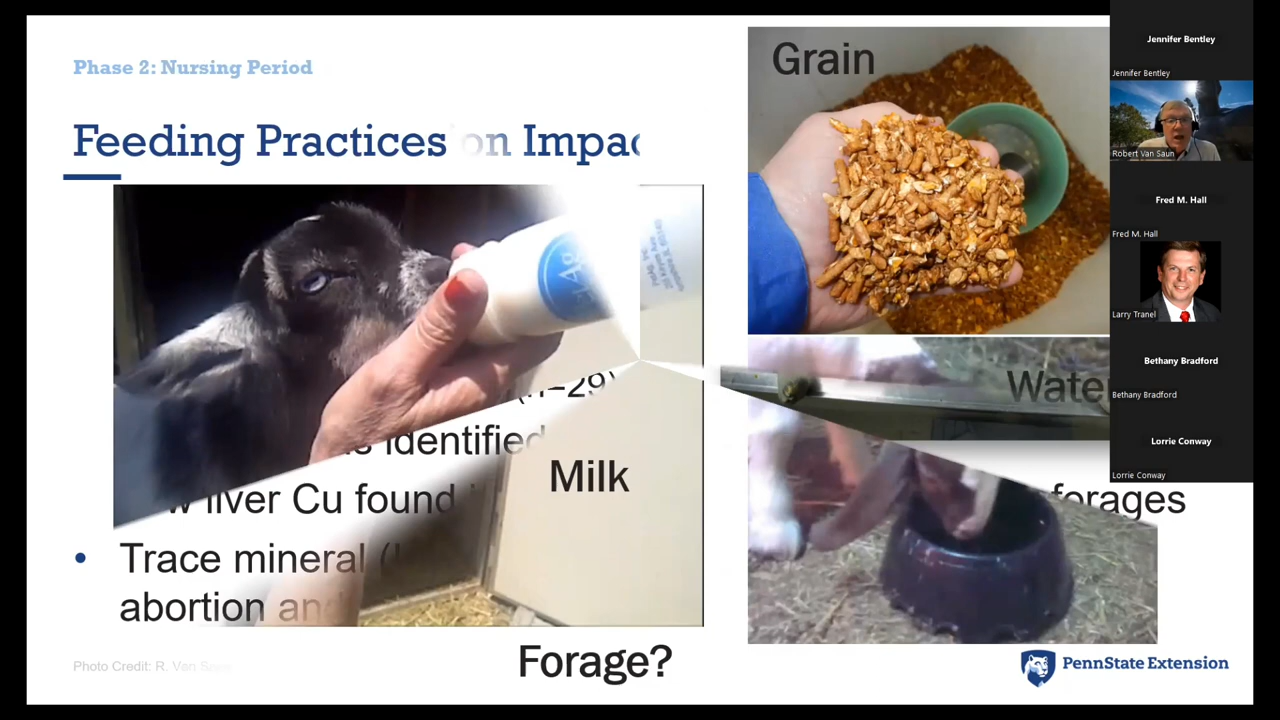 Phase 2: Nursing Period
Feeding Practices on Impac
Grain
Water
(n=29)
identified
Milk
liver Cu found
forages
Trace mineral (
abortion an
Photo Credit: R. Van Saun
Forage?
PennState Extension
Jennifer Bentley
Jennifer Bentley
Robert Van Saun
Fred M. Hall
Fred M. Hall
Larry Tranel
Bethany Bradford
Bethany Bradford
Lorrie Conway
Lorrie Conway